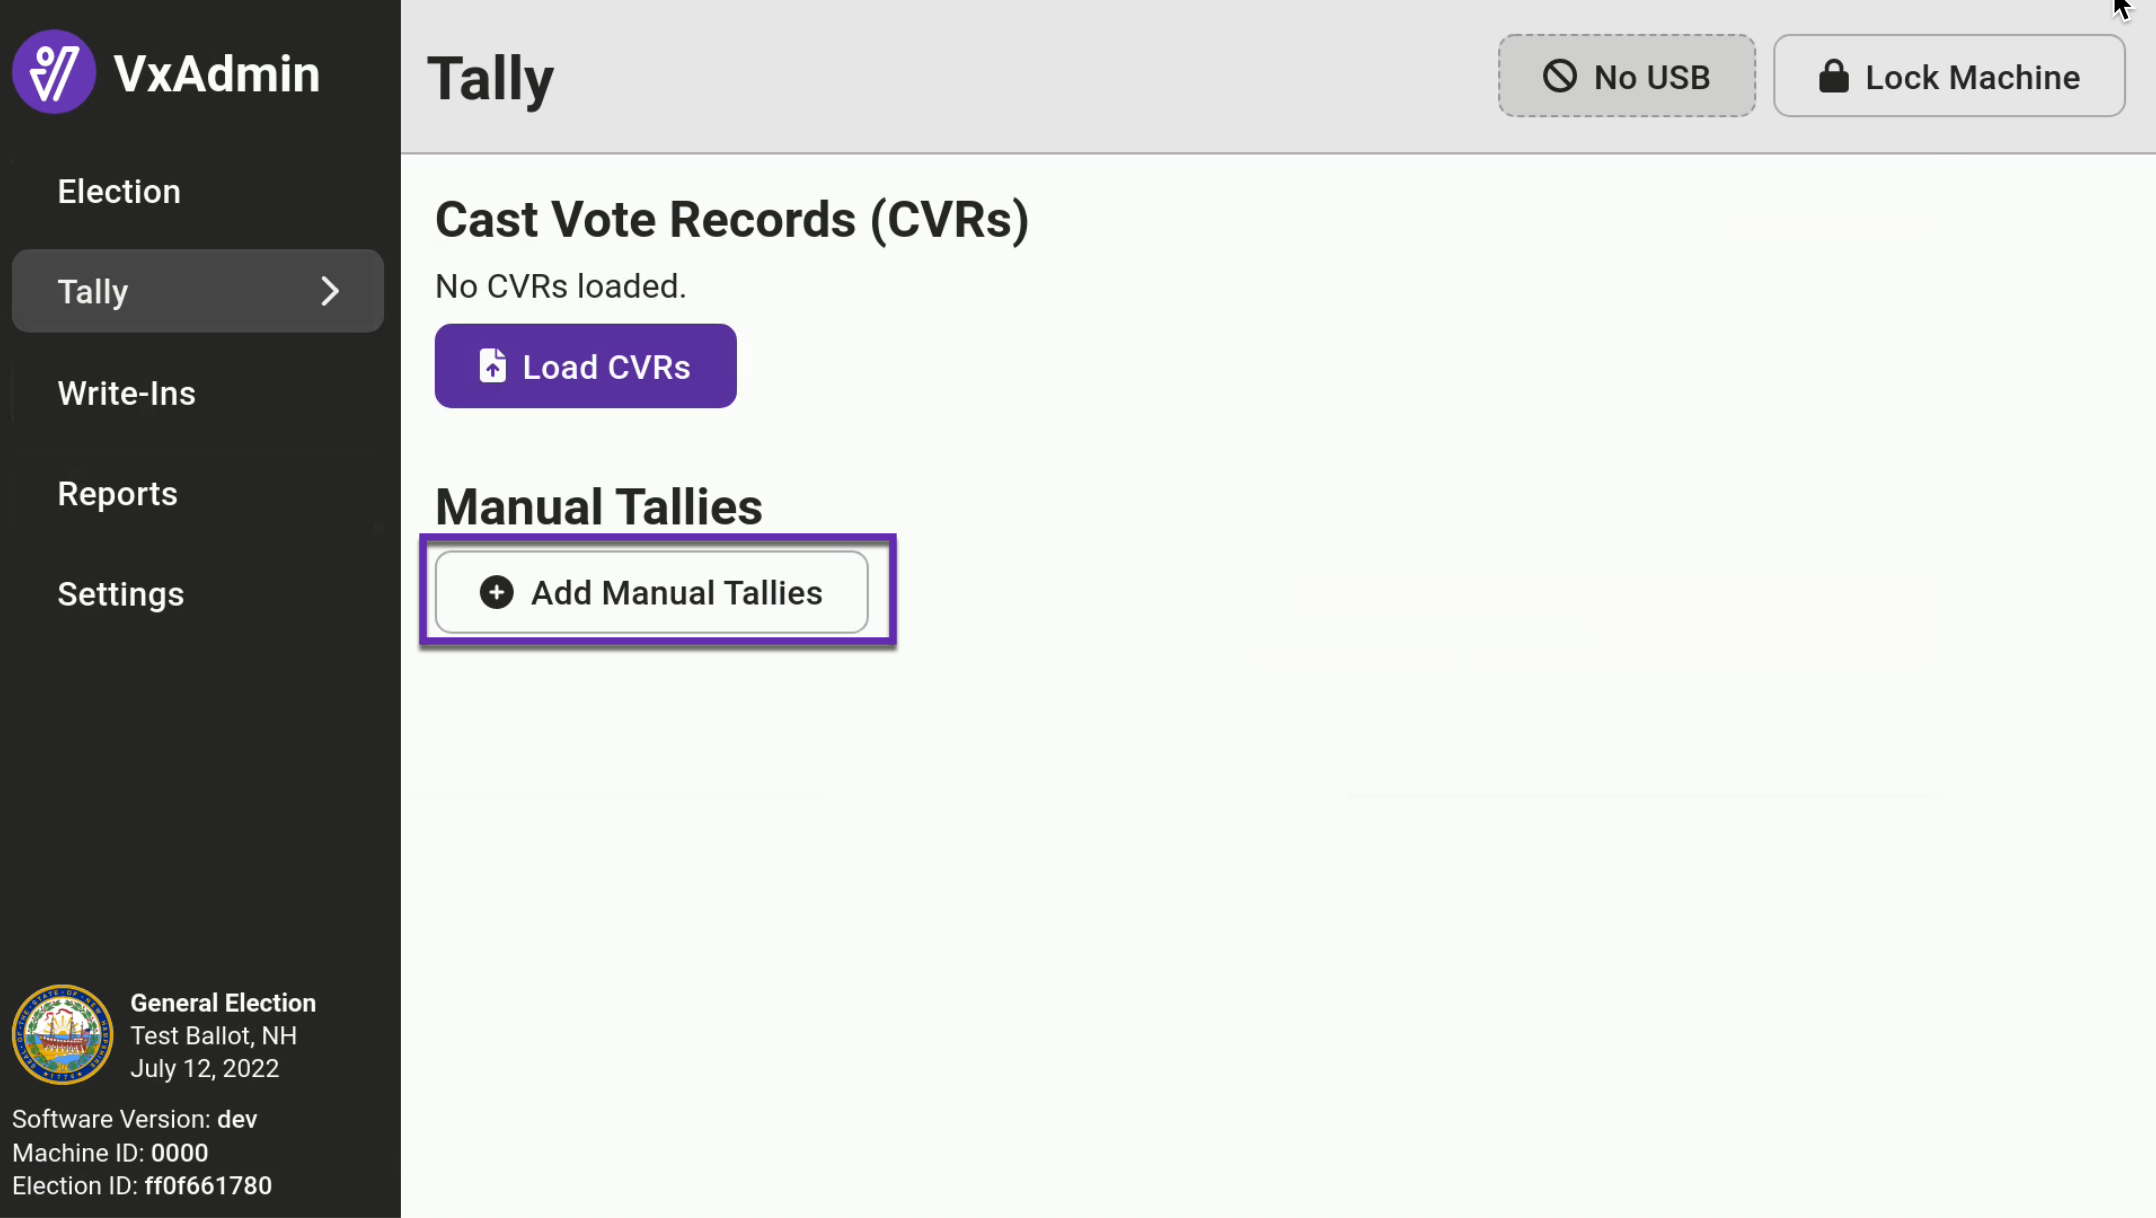 VxAdmin
Election
Tally
Write-Ins
Reports
Settings
General Election
Test Ballot, NH
July 12, 2022
Software Version: dev
Machine ID: 0000
Election ID: ff0f661780
Tally
No USB
Lock Machine
Cast Vote Records (CVRs)
No CVRs loaded.
Load CVRs
Manual Tallies
Add Manual Tallies